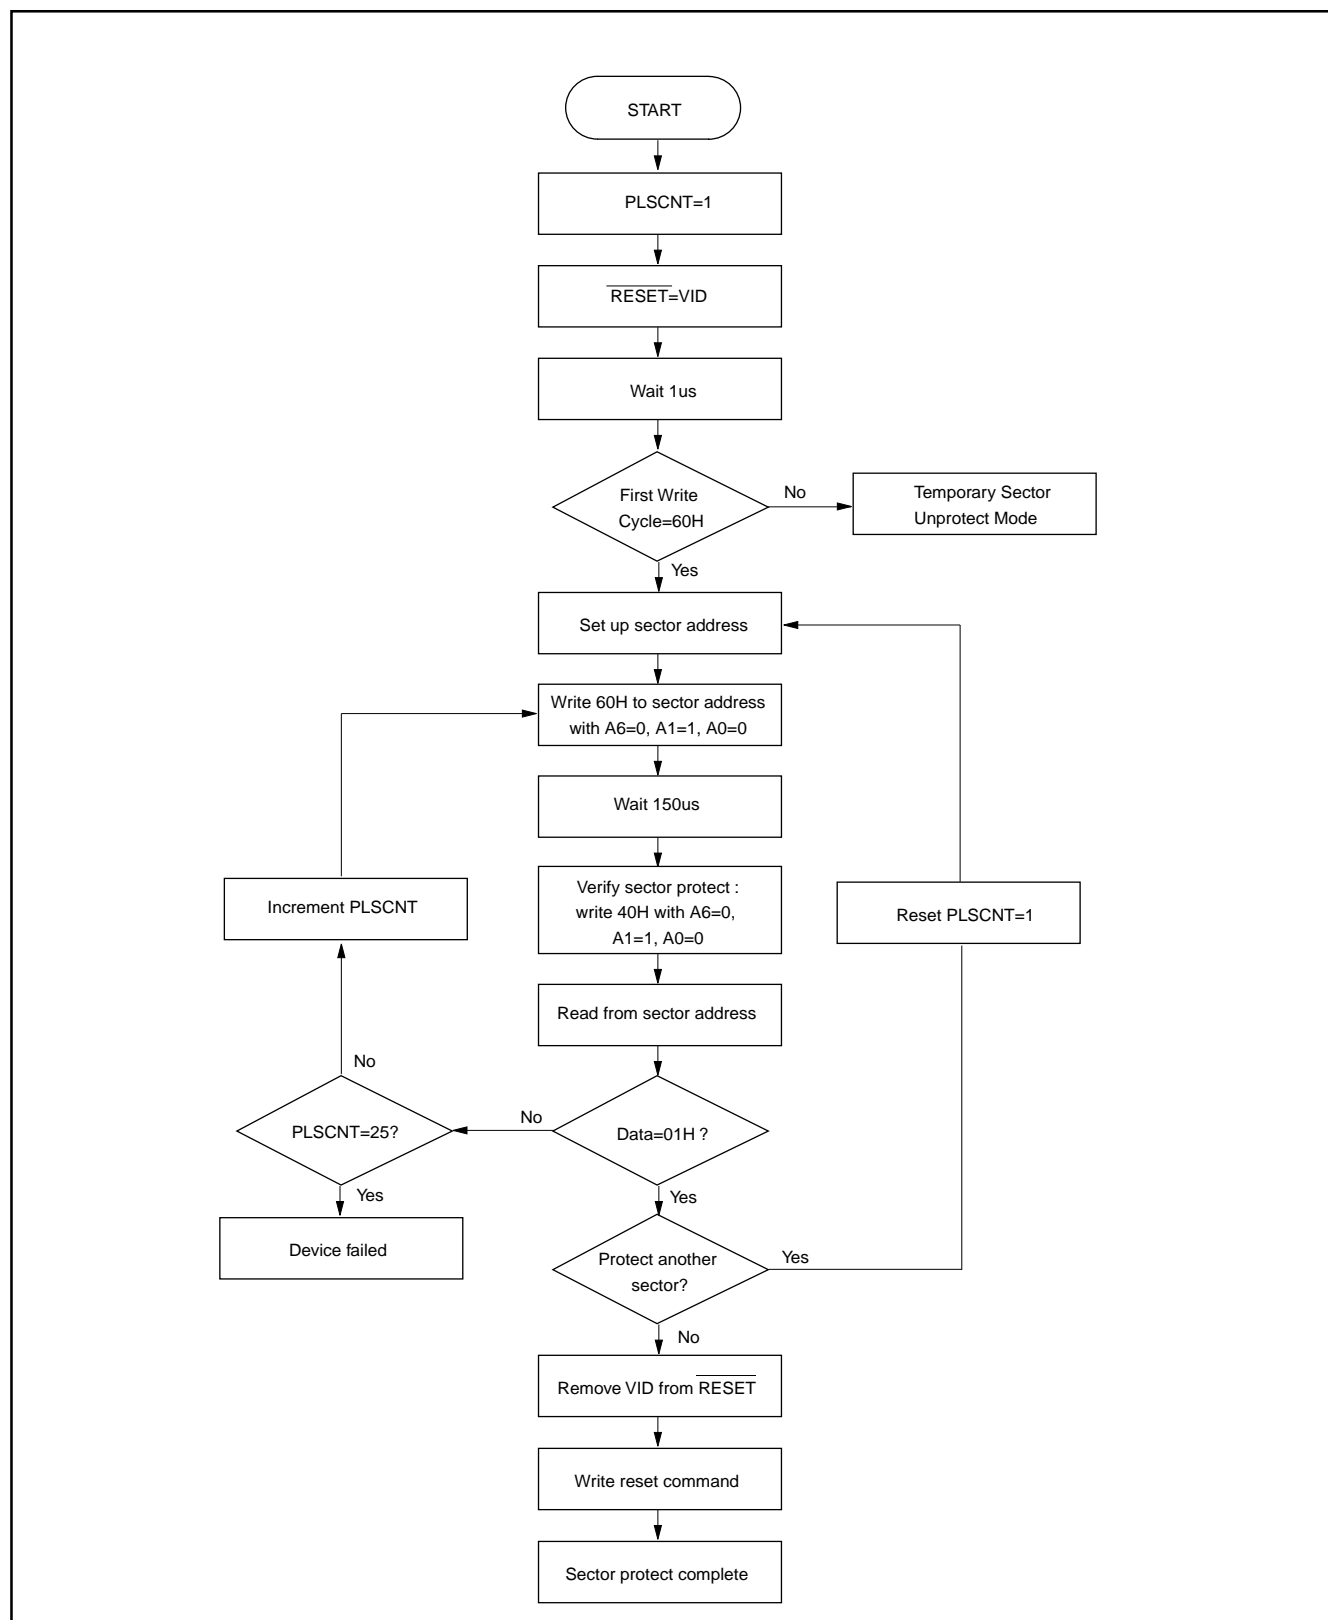 START
PLSCNT=1
RESET=VID
Wait 1us
First Write
Cycle=60H
No
Temporary Sector
Unprotect Mode
Yes
Set up sector address
Write 60H to sector address
with A6=0, A1=1, A0=0
Wait 150us
Verify sector protect :
write 40H with A6=0,
A1=1, A0=0
Increment PLSCNT
Reset PLSCNT=1
Read from sector address
No
PLSCNT=25?
No
Data=01H ?
Yes
Yes
Device failed
Protect another
sector?
Yes
No
Remove VID from RESET
Write reset command
Sector protect complete